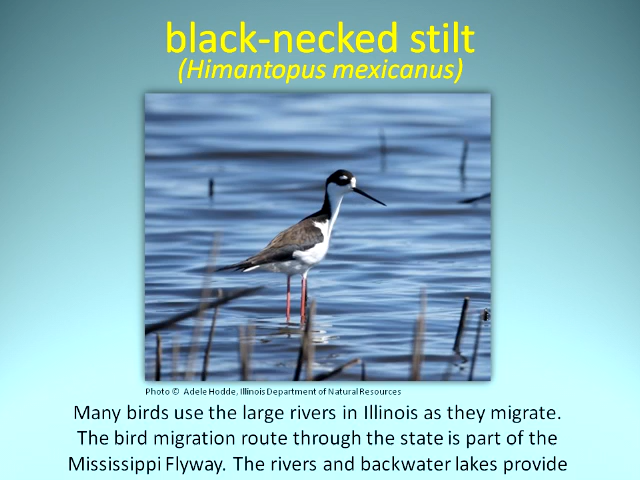 black-necked stilt
(Himantopus mexicanus)
Photo © Adele Hodde, Illinois Department of Natural Resources
Many birds use the large rivers in Illinois as they migrate.
The bird migration route through the state is part of the
Mississippi Flyway. The rivers and backwater lakes provide